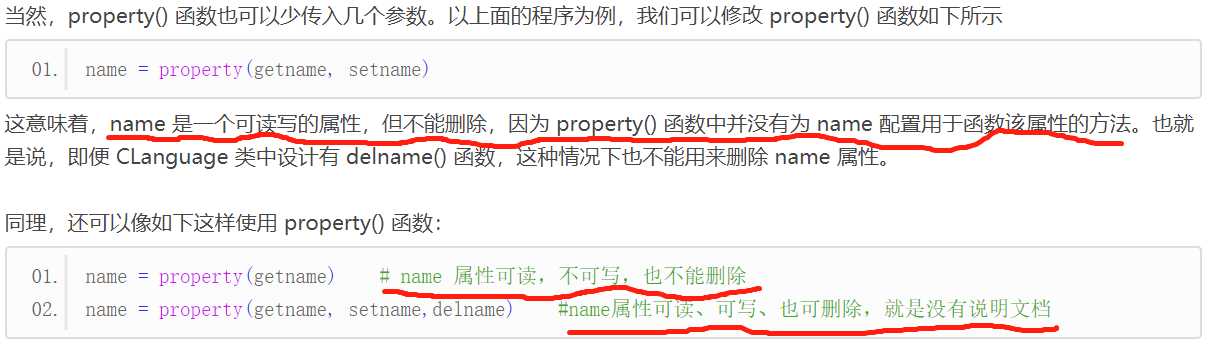 当然，property() 函数也可以少传入几个参数。以上面的程序为例，我们可以修改 property() 函数如下所示
01. name = property(getname, setname)
这意味着，name 是一个可读写的属性，但不能删除，因为 property() 函数中并没有为 name 配置用于函数该属性的方法。也就
是说，即便 CLanguage 类中设计有 delname() 函数，这种情况下也不能用来删除 name 属性。
同理，还可以像如下这样使用 property() 函数：
01. name = property(getname) # name 属性可读，不可写，也不能删除
02. name = property(getname, setname,delname) #name属性可读、可写、也可删除，就是没有说明文档